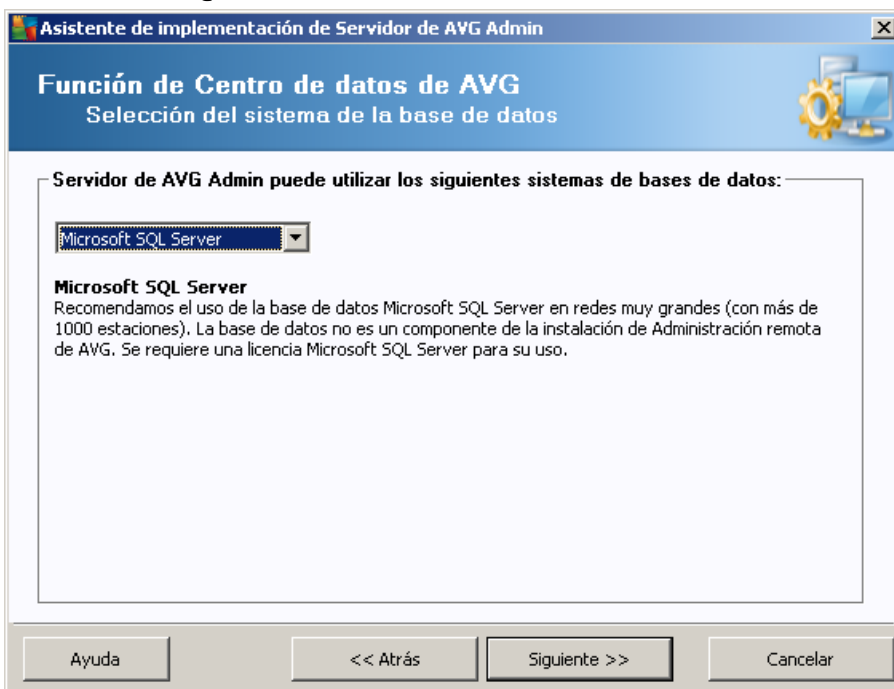 Asistente de implementación de Servidor de AVG Admin
Función de Centro de datos de AVG
Selección del sistema de la base de datos
Servidor de AVG Admin puede utilizar los siguientes sistemas de bases de datos:
Microsoft SQL Server
Microsoft SQL Server
Recomendamos el uso de la base de datos Microsoft SQL Server en redes muy grandes (con más de
1000 estaciones). La base de datos no es un componente de la instalación de Administración remota
de AVG. Se requiere una licencia Microsoft SQL Server para su uso.
Ayuda
<< Atrás
Siguiente >>
Cancelar